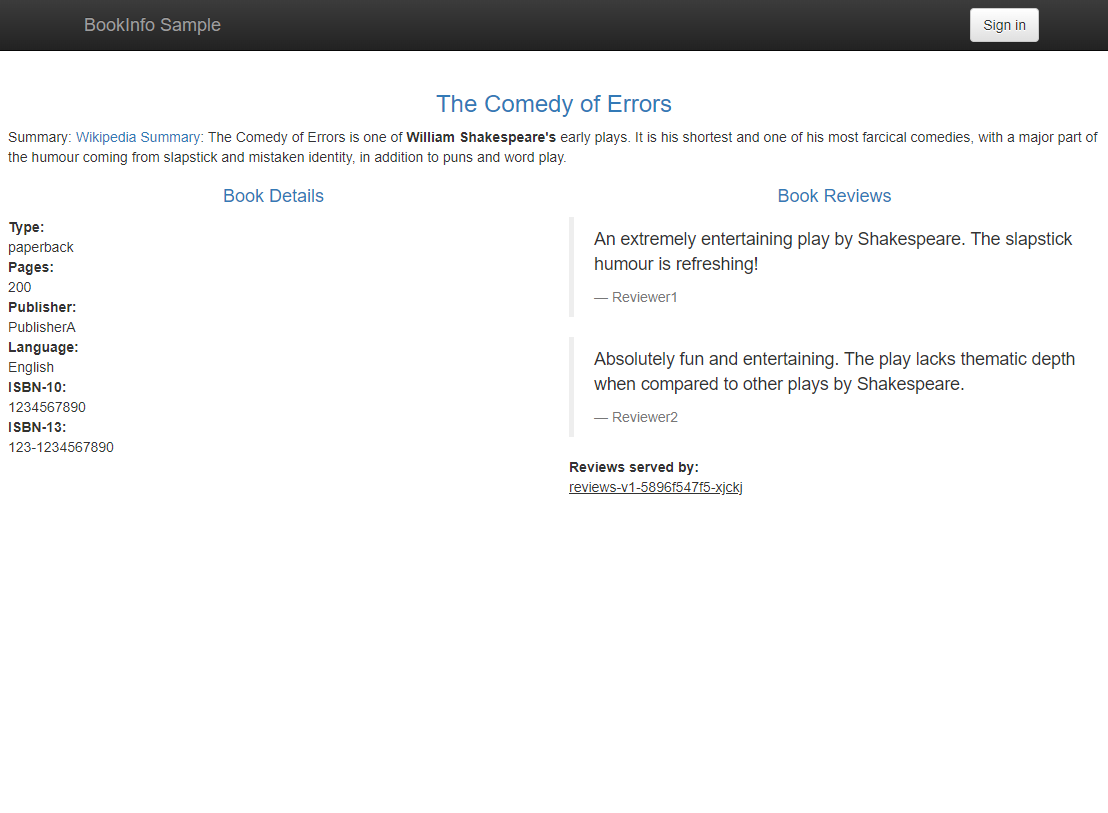 BookInfo Sample
Sign in
The Comedy of Errors
Summary: Wikipedia Summary: The Comedy of Errors is one of William Shakespeare's early plays. It is his shortest and one of his most farcical comedies, with a major part of
the humour coming from slapstick and mistaken identity, in addition to puns and word play.
Book Details
Type:
paperback
Pages:
200
Publisher:
PublisherA
Language:
English
ISBN-10:
1234567890
ISBN-13:
123-1234567890
Book Reviews
An extremely entertaining play by Shakespeare. The slapstick
humour is refreshing!
— Reviewer1
Absolutely fun and entertaining. The play lacks thematic depth
when compared to other plays by Shakespeare.
— Reviewer2
Reviews served by:
reviews-v1-5896f547f5-xjckj